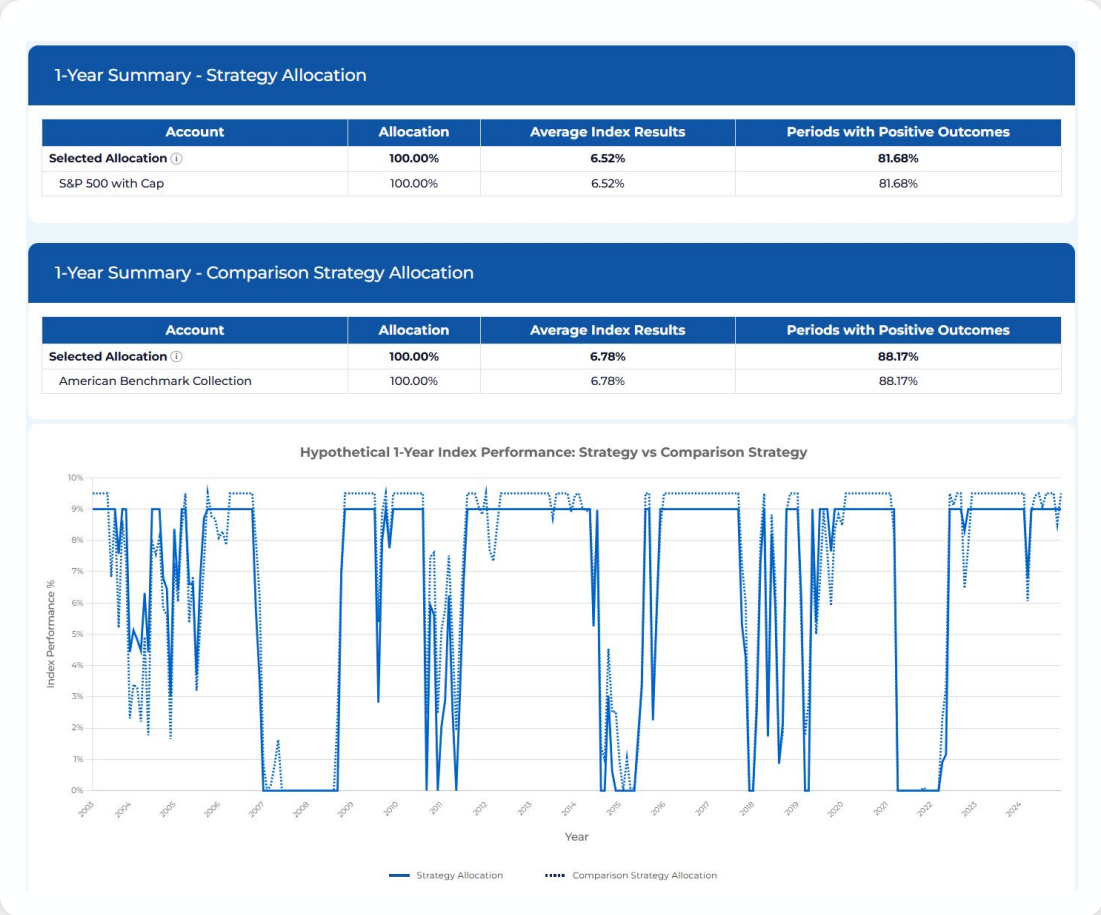 1-Year Summary - Strategy Allocation
Account Allocation Average Index Results Periods with Positive Outcomes
Selected Allocation ⓘ 100.00% 6.52% 81.68%
S&P 500 with Cap 100.00% 6.52% 81.68%
1-Year Summary - Comparison Strategy Allocation
Account Allocation Average Index Results Periods with Positive Outcomes
Selected Allocation ⓘ 100.00% 6.78% 88.17%
American Benchmark Collection 100.00% 6.78% 88.17%
Hypothetical 1-Year Index Performance: Strategy vs Comparison Strategy
Index Performance %
10%
9%
8%
7%
6%
5%
4%
3%
2%
1%
0%
2003 2004 2005 2006 2007 2008 2009 2010 2011 2012 2013 2014 2015 2016 2017 2018 2019 2020 2021 2022 2023 2024
Year
Strategy Allocation Comparison Strategy Allocation